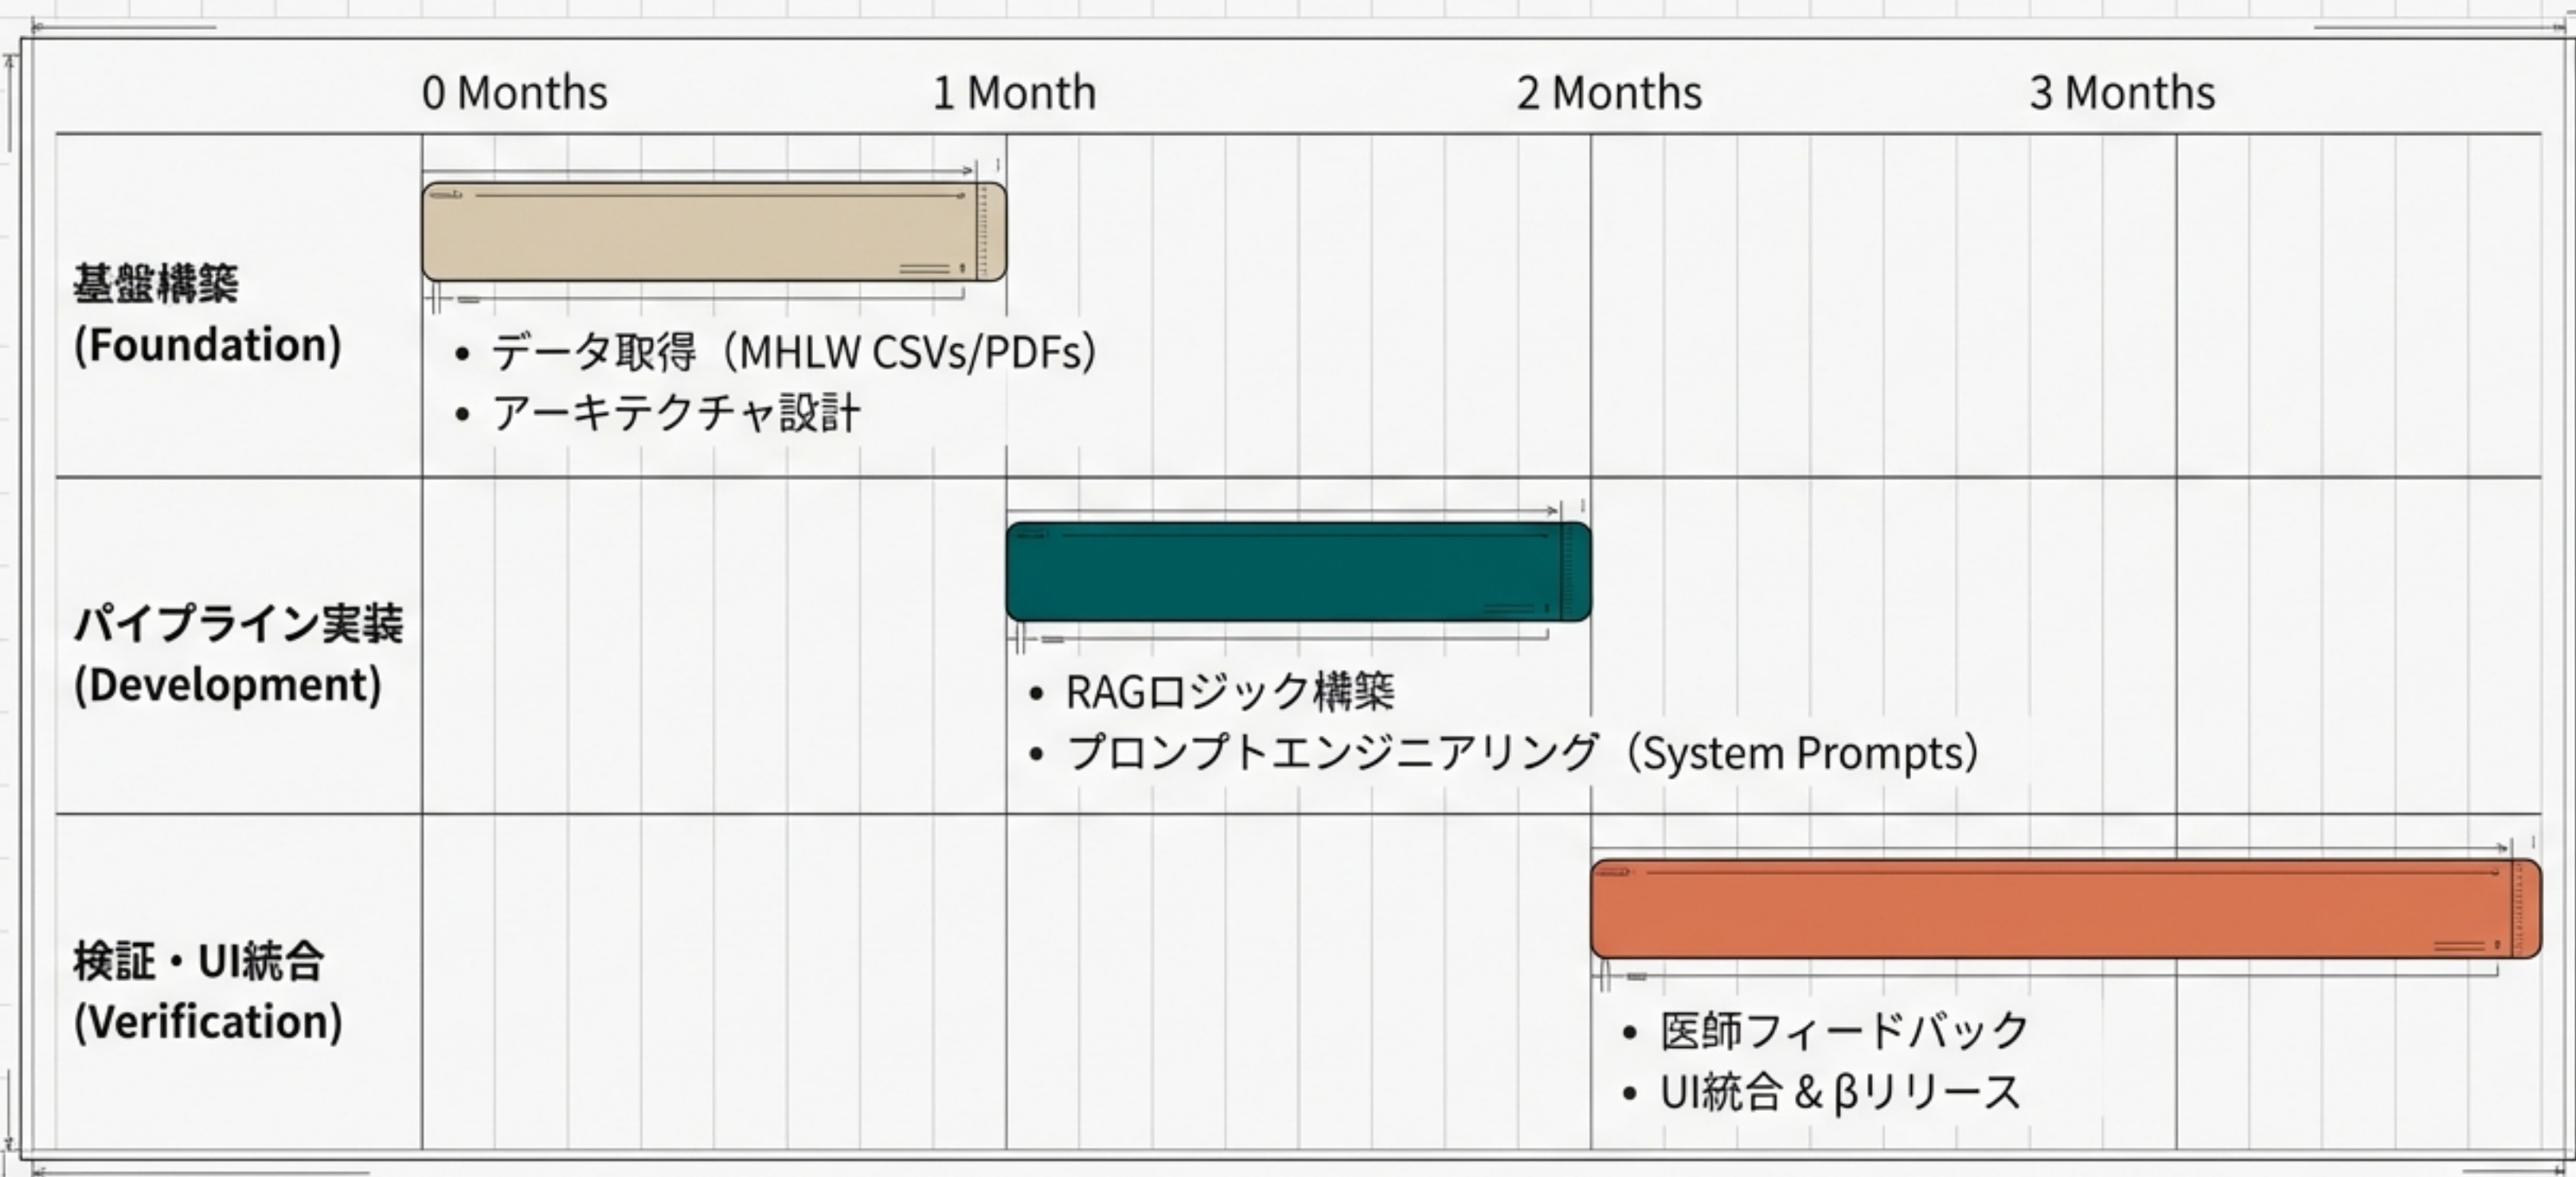 0 Months 1 Month 2 Months 3 Months
基盤構築
(Foundation)
• データ取得（MHLW CSVs/PDFs）
• アーキテクチャ設計
パイプライン実装
(Development)
• RAGロジック構築
• プロンプトエンジニアリング（System Prompts）
検証・UI統合
(Verification)
• 医師フィードバック
• UI統合 & βリリース